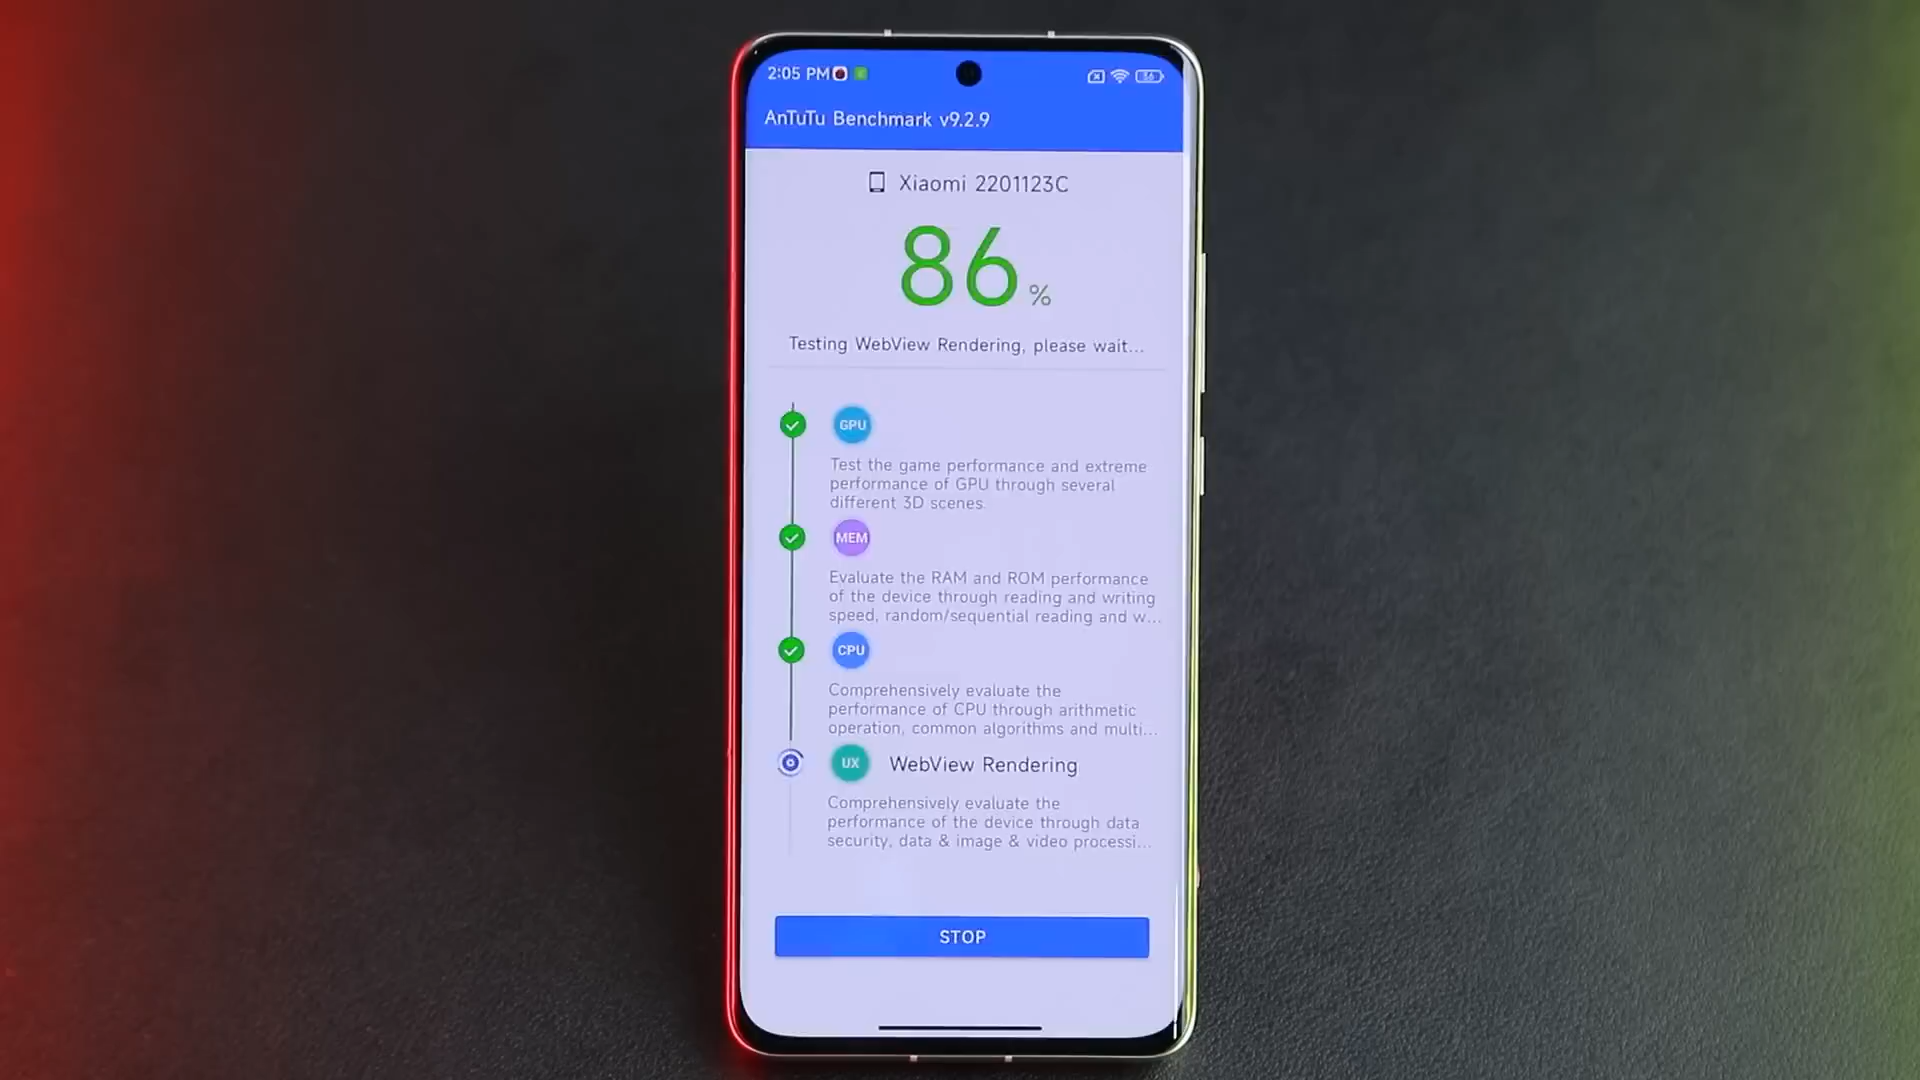 2:05 PM
56
AnTuTu Benchmark v9.2.9
Xiaomi 2201123C
86 %
Testing WebView Rendering, please wait...
GPU
Test the game performance and extreme
performance of GPU through several
different 3D scenes.
MEM
Evaluate the RAM and ROM performance
of the device through reading and writing
speed, random/sequential reading and w...
CPU
Comprehensively evaluate the
performance of CPU through arithmetic
operation, common algorithms and multi...
UX WebView Rendering
Comprehensively evaluate the
performance of the device through data
security, data & image & video processi...
STOP